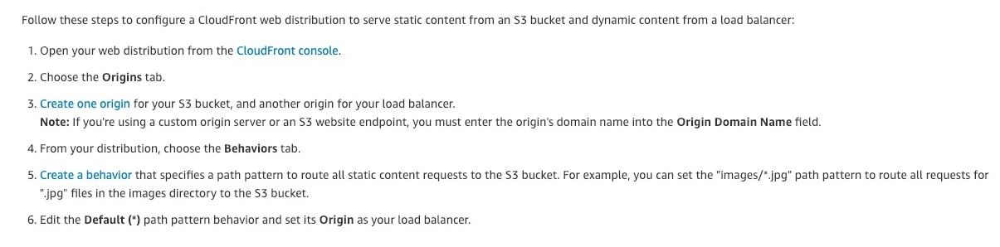 Follow these steps to configure a CloudFront web distribution to serve static content from an S3 bucket and dynamic content from a load balancer:
1. Open your web distribution from the CloudFront console.
2. Choose the Origins tab.
3. Create one origin for your S3 bucket, and another origin for your load balancer.
Note: If you're using a custom origin server or an S3 website endpoint, you must enter the origin's domain name into the Origin Domain Name field.
4. From your distribution, choose the Behaviors tab.
5. Create a behavior that specifies a path pattern to route all static content requests to the S3 bucket. For example, you can set the "images/*.jpg" path pattern to route all requests for
".jpg" files in the images directory to the S3 bucket.
6. Edit the Default (*) path pattern behavior and set its Origin as your load balancer.